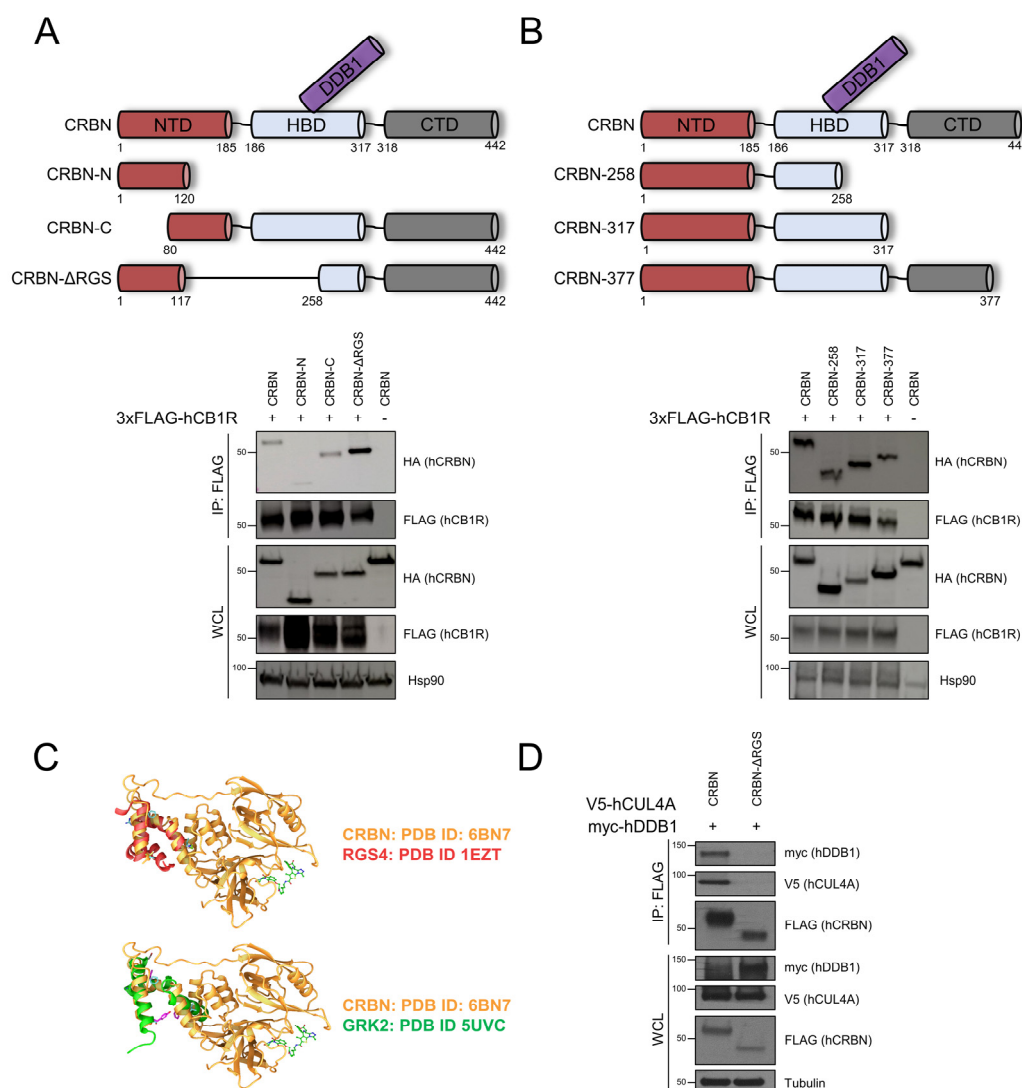 A
DDB1
CRBN NTD HBD CTD
1 185 186 317 318 442
CRBN-N
1 120
CRBN-C
80 442
CRBN-ΔRGS
1 117 258 442
CRBN CRBN-N CRBN-C CRBN-ΔRGS CRBN
3xFLAG-hCB1R + + + + -
IP: FLAG
50 HA (hCRBN)
50 FLAG (hCB1R)
WCL
50 HA (hCRBN)
50 FLAG (hCB1R)
100 Hsp90
B
DDB1
CRBN NTD HBD CTD
1 185 186 317 318 44
CRBN-258
1 258
CRBN-317
1 317
CRBN-377
1 377
CRBN CRBN-258 CRBN-317 CRBN-377 CRBN
3xFLAG-hCB1R + + + + -
IP: FLAG
50 HA (hCRBN)
50 FLAG (hCB1R)
WCL
50 HA (hCRBN)
50 FLAG (hCB1R)
100 Hsp90
C
CRBN: PDB ID: 6BN7
RGS4: PDB ID 1EZT
CRBN: PDB ID: 6BN7
GRK2: PDB ID 5UVC
D
CRBN CRBN-ΔRGS
V5-hCUL4A
myc-hDDB1 + +
IP: FLAG
150 myc (hDDB1)
100 V5 (hCUL4A)
50 FLAG (hCRBN)
WCL
150 myc (hDDB1)
100 V5 (hCUL4A)
50 FLAG (hCRBN)
50 Tubulin